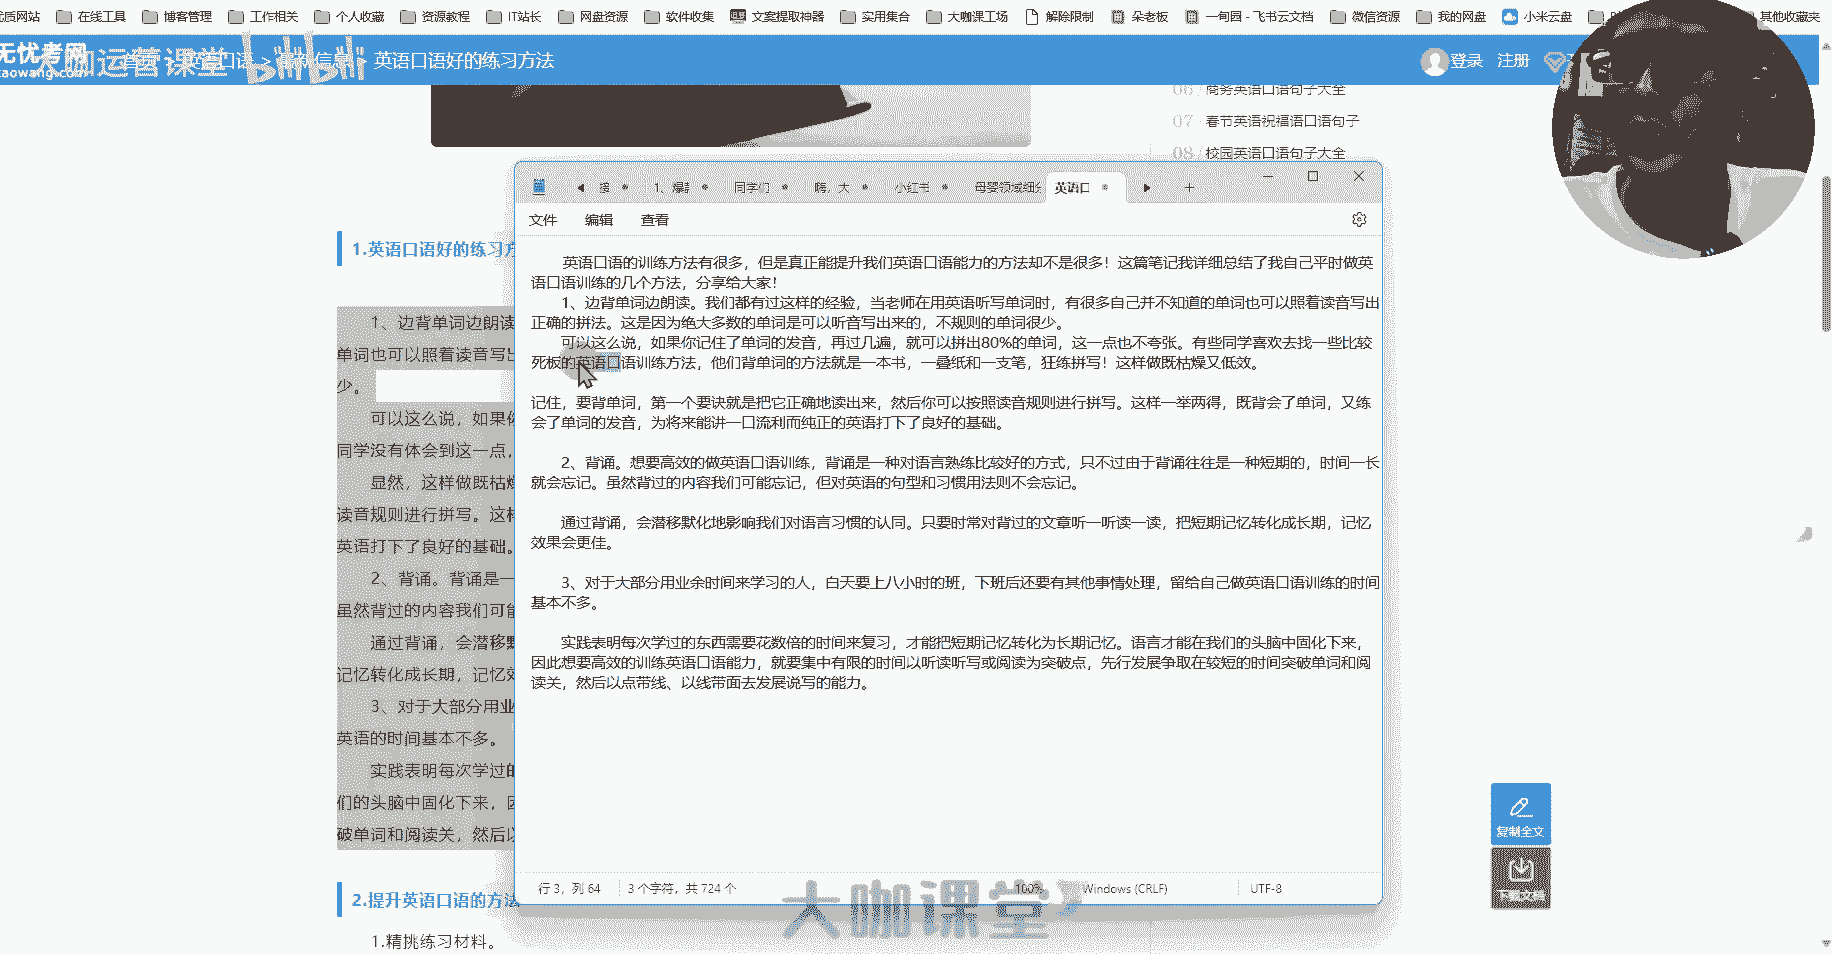 优质网站 在线工具 博客管理 工作相关 个人收藏 资源教程 IT站长 网盘资源 软件收集 文案提取神器 实用集合 大咖课工场 解除限制 朵老板 一甸园 - 飞书云文档 微信资源 我的网盘 小米云盘 其他收藏夹
无忧考网 > 英语口语好的练习方法 登录 注册
大咖运营课堂 bilibili
06 / 商务英语口语句子大全
07 · 春节英语祝福语口语句子
08 / 校园英语口语句子大全
1、爆 同学们 嗨，大 小红书 母婴领域细分 英语口
文件 编辑 查看
英语口语的训练方法有很多，但是真正能提升我们英语口语能力的方法却不是很多！这篇笔记我详细总结了我自己平时做英
语口语训练的几个方法，分享给大家！
1、边背单词边朗读。我们都有过这样的经验，当老师在用英语听写单词时，有很多自己并不知道的单词也可以照着读音写出
正确的拼法。这是因为绝大多数的单词是可以听音写出来的，不规则的单词很少。
可以这么说，如果你记住了单词的发音，再过几遍，就可以拼出80%的单词，这一点也不夸张。有些同学喜欢去找一些比较
死板的英语口语训练方法，他们背单词的方法就是一本书，一叠纸和一支笔，狂练拼写！这样做既枯燥又低效。
记住，要背单词，第一个要诀就是把它正确地读出来，然后你可以按照读音规则进行拼写。这样一举两得，既背会了单词，又练
会了单词的发音，为将来能讲一口流利而纯正的英语打下了良好的基础。
2、背诵。想要高效的做英语口语训练，背诵是一种对语言熟练比较好的方式，只不过由于背诵往往是一种短期的，时间一长
就会忘记。虽然背过的内容我们可能忘记，但对英语的句型和习惯用法则不会忘记。
通过背诵，会潜移默化地影响我们对语言习惯的认同。只要时常对背过的文章听一听读一读，把短期记忆转化成长期，记忆
效果会更佳。
3、对于大部分用业余时间来学习的人，白天要上八小时的班，下班后还要有其他事情处理，留给自己做英语口语训练的时间
基本不多。
实践表明每次学过的东西需要花数倍的时间来复习，才能把短期记忆转化为长期记忆。语言才能在我们的头脑中固化下来，
因此想要高效的训练英语口语能力，就要集中有限的时间以听读听写或阅读为突破点，先行发展争取在较短的时间突破单词和阅
读关，然后以点带线、以线带面去发展说写的能力。
行 3，列 64 3 个字符，共 724 个 100% Windows (CRLF) UTF-8
1.英语口语好的练习方
1、边背单词边朗读
单词也可以照着读音写出
少。
可以这么说，如果你
同学没有体会到这一点，
显然，这样做既枯燥
读音规则进行拼写。这样
英语打下了良好的基础。
2、背诵。背诵是一
虽然背过的内容我们可能
通过背诵，会潜移默
记忆转化成长期，记忆效
3、对于大部分用业
英语的时间基本不多。
实践表明每次学过的
们的头脑中固化下来，因
破单词和阅读关，然后以
2.提升英语口语的方法
1.精挑练习材料。
复制全文
大咖课堂